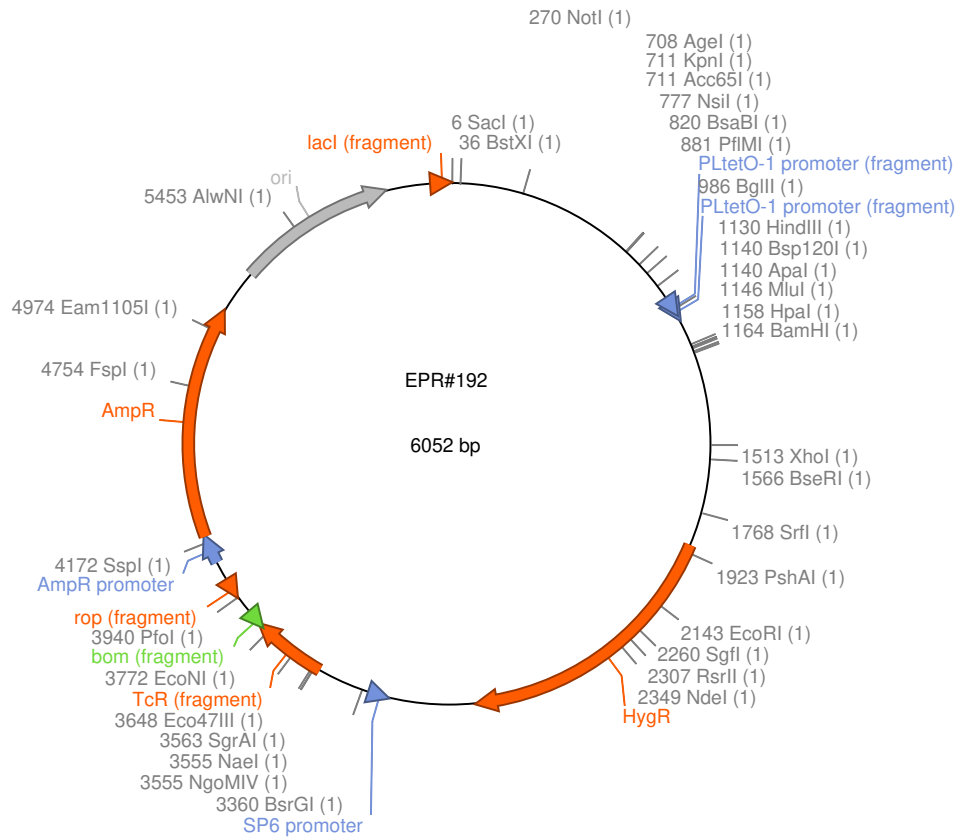 270 NotI (1)
708 AgeI (1)
711 KpnI (1)
711 Acc65I (1)
777 NsiI (1)
820 BsaBI (1)
881 PflMI (1)
PLtetO-1 promoter (fragment)
986 BglII (1)
PLtetO-1 promoter (fragment)
1130 HindIII (1)
1140 Bsp120I (1)
1140 ApaI (1)
1146 MluI (1)
1158 HpaI (1)
1164 BamHI (1)
6 SacI (1)
36 BstXI (1)
lacI (fragment)
ori
5453 AlwNI (1)
4974 Eam1105I (1)
4754 FspI (1)
AmpR
EPR#192
6052 bp
1513 XhoI (1)
1566 BseRI (1)
1768 SrfI (1)
1923 PshAI (1)
2143 EcoRI (1)
2260 SgfI (1)
2307 RsrII (1)
2349 NdeI (1)
HygR
4172 SspI (1)
AmpR promoter
rop (fragment)
3940 PfoI (1)
bom (fragment)
3772 EcoNI (1)
TcR (fragment)
3648 Eco47III (1)
3563 SgrAI (1)
3555 NaeI (1)
3555 NgoMIV (1)
3360 BsrGI (1)
SP6 promoter